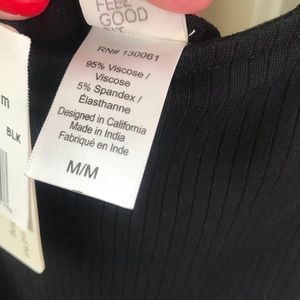 FEEL
GOOD
RN# 130061
95% Viscose /
Viscose
5% Spandex /
Élasthanne
Designed in California
Made in India
Fabriqué en Inde
M/M
m
BLK